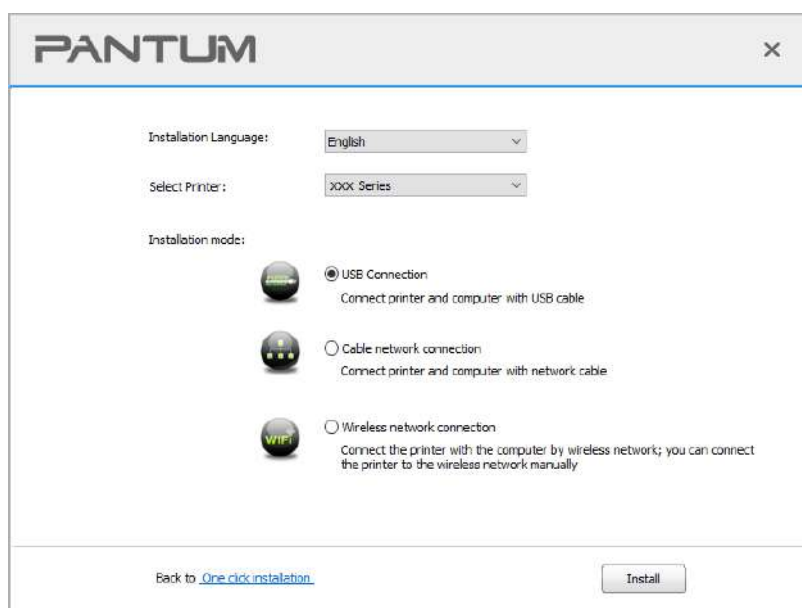 PANTUM
Installation Language:
English
Select Printer:
XXX Series
Installation mode:
USB Connection
Connect printer and computer with USB cable
Cable network connection
Connect printer and computer with network cable
WiFi
Wireless network connection
Connect the printer with the computer by wireless network; you can connect
the printer to the wireless network manually
Back to One click installation
Install